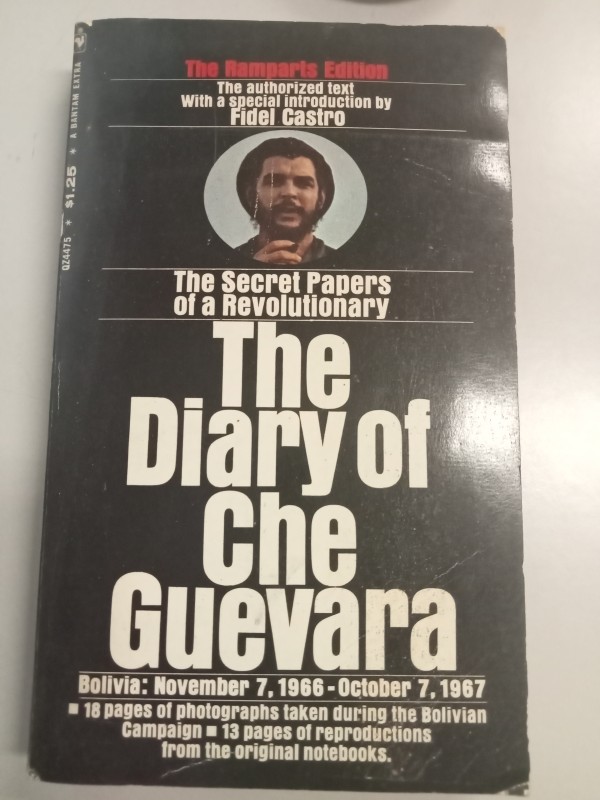 The Ramparts Edition
The authorized text
With a special introduction by
Fidel Castro
The Secret Papers
of a Revolutionary
The
Diary of
Che
Guevara
Bolivia: November 7, 1966-October 7, 1967
■ 18 pages of photographs taken during the Bolivian
Campaign ■ 13 pages of reproductions
from the original notebooks.
QZ4475 * $1.25 * A BANTAM EXTRA